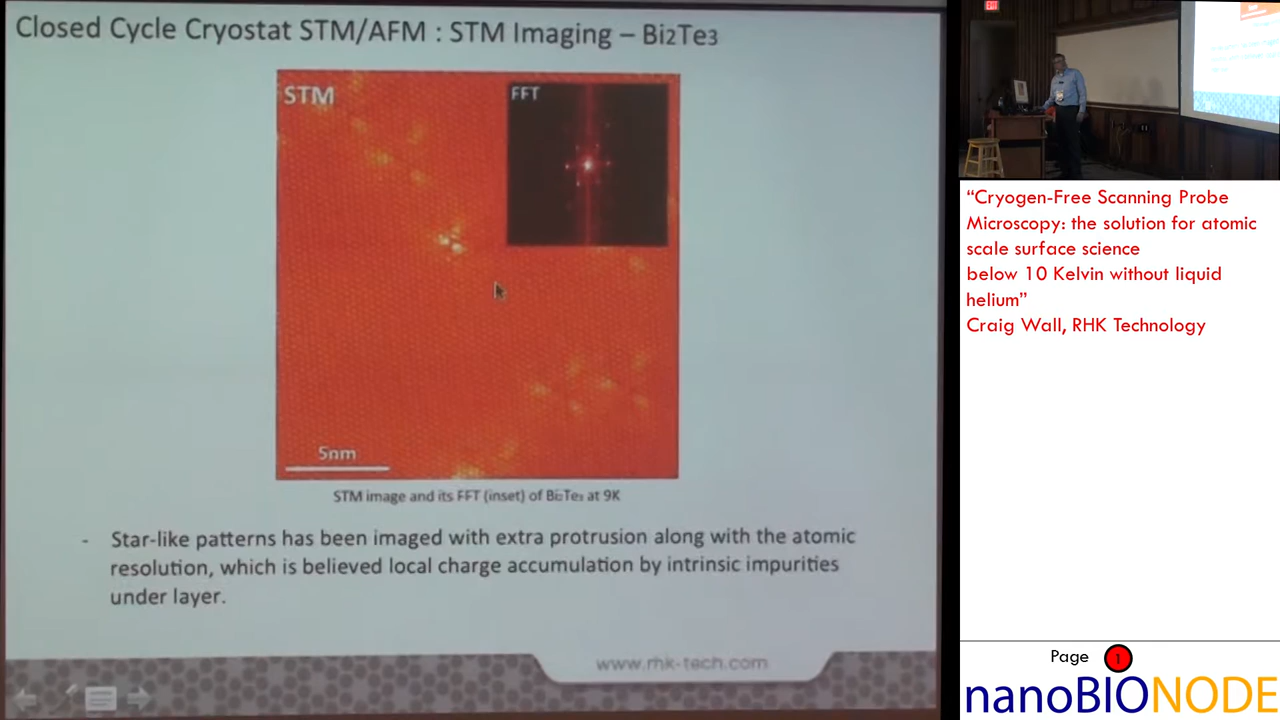 Closed Cycle Cryostat STM/AFM : STM Imaging – Bi2Te3
STM
FFT
5nm
STM image and its FFT (inset) of Bi2Te3 at 9K
- Star-like patterns has been imaged with extra protrusion along with the atomic
resolution, which is believed local charge accumulation by intrinsic impurities
under layer.
www.rhk-tech.com
“Cryogen-Free Scanning Probe
Microscopy: the solution for atomic
scale surface science
below 10 Kelvin without liquid
helium”
Craig Wall, RHK Technology
Page 1
nanoBIONODE